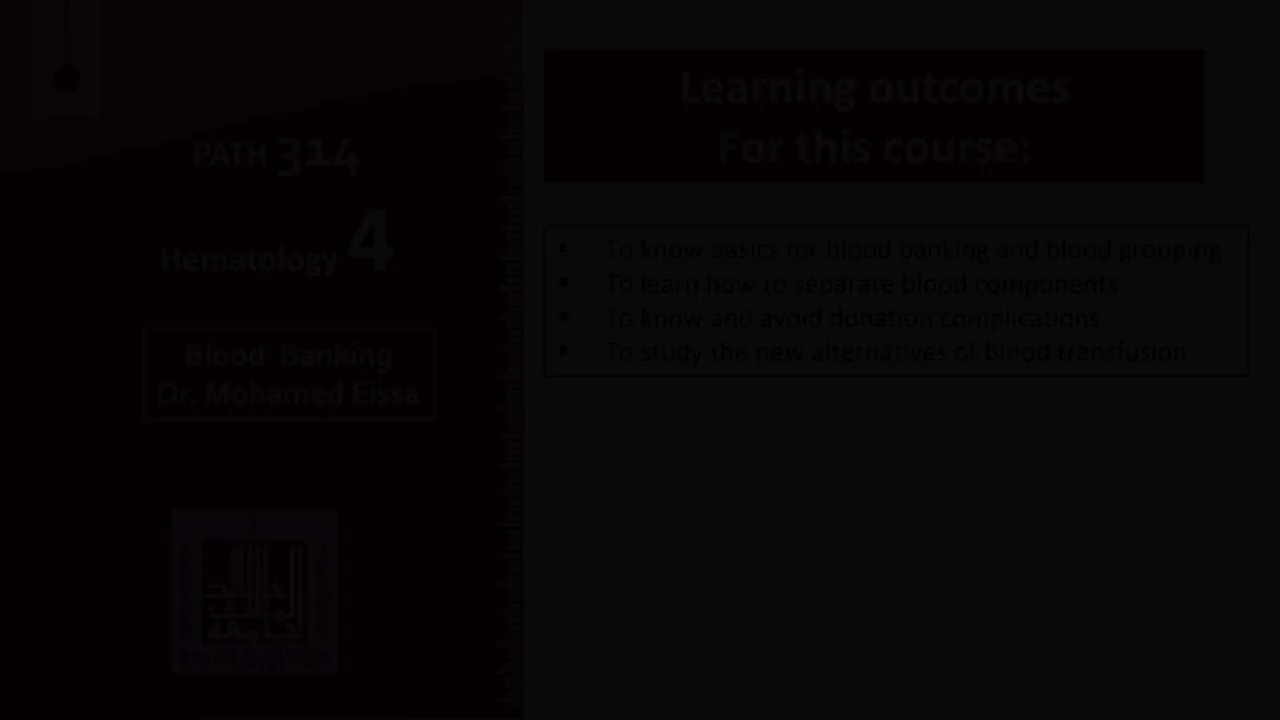 PATH 314
Hematology 4
Blood Banking
Dr. Mohamed Eissa
Learning outcomes
For this course:
▪ To know basics for blood banking and blood grouping
▪ To learn how to separate blood components
▪ To know and avoid donation complications
▪ To study the new alternatives of blood transfusion